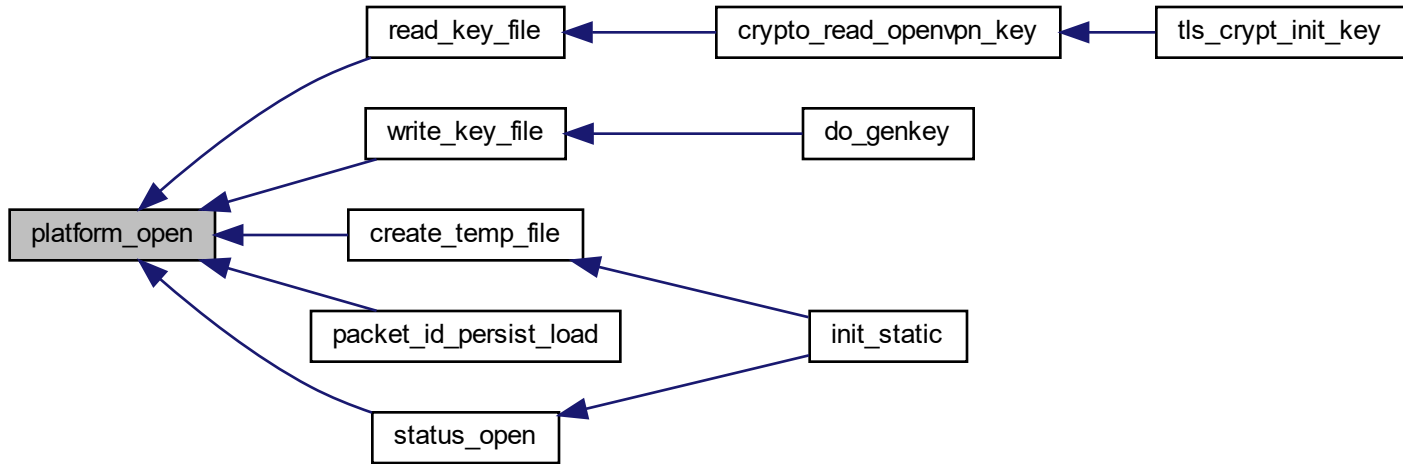 read_key_file
crypto_read_openvpn_key
tls_crypt_init_key
write_key_file
do_genkey
platform_open
create_temp_file
packet_id_persist_load
init_static
status_open